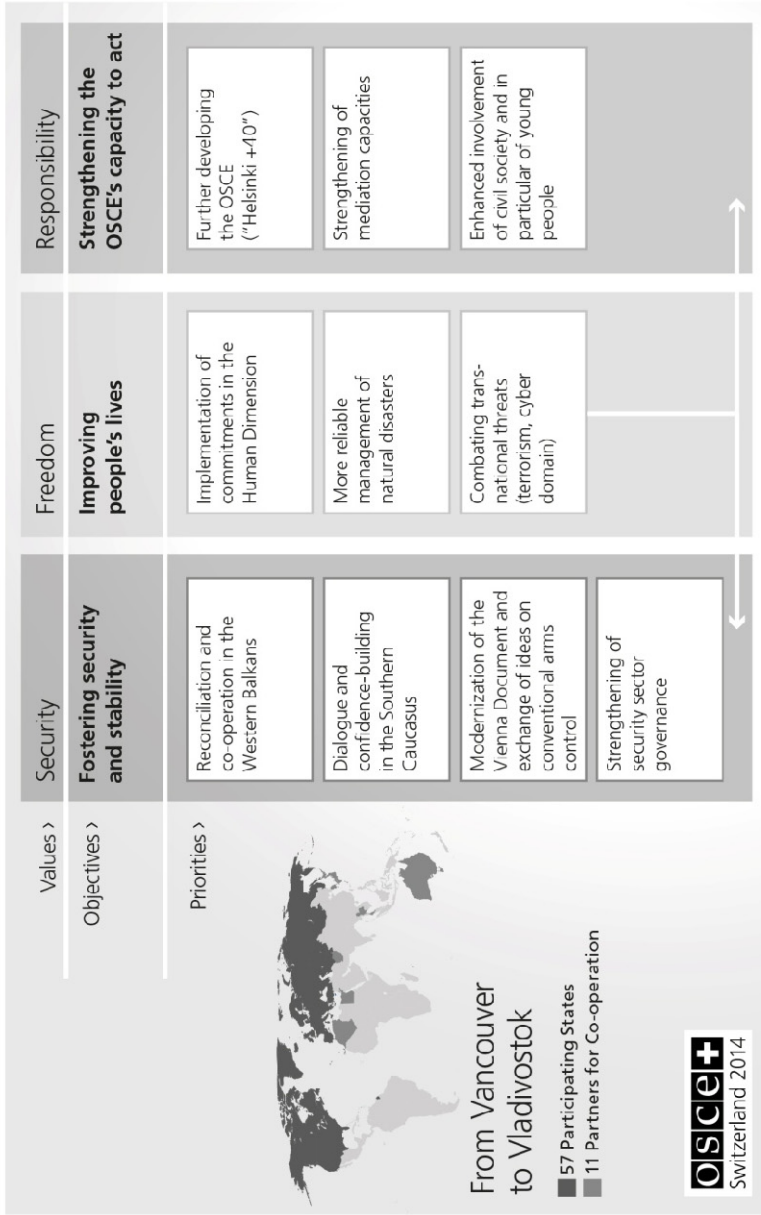 Values >
Security
Freedom
Responsibility
Objectives >
Fostering security
and stability
Improving
people's lives
Strengthening the
OSCE's capacity to act
Priorities >
Reconciliation and
co-operation in the
Western Balkans
Dialogue and
confidence-building
in the Southern
Caucasus
Modernization of the
Vienna Document and
exchange of ideas on
conventional arms
control
Strengthening of
security sector
governance
Implementation of
commitments in the
Human Dimension
More reliable
management of
natural disasters
Combating trans-
national threats
(terrorism, cyber
domain)
Further developing
the OSCE
("Helsinki +40")
Strengthening of
mediation capacities
Enhanced involvement
of civil society and in
particular of young
people
From Vancouver
to Vladivostok
57 Participating States
11 Partners for Co-operation
osce+
Switzerland 2014